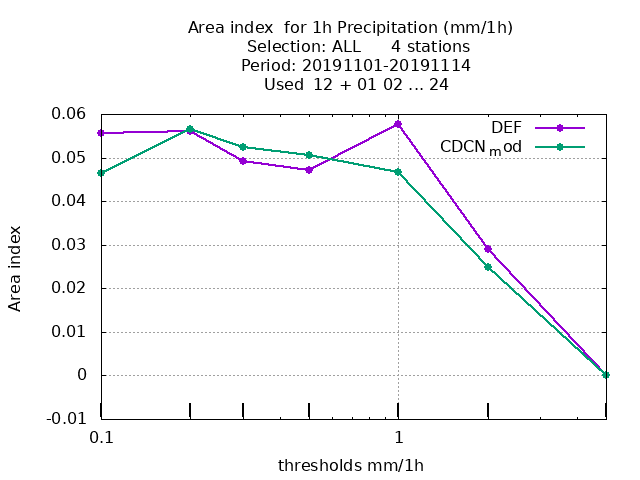 Area index  for 1h Precipitation (mm/1h)
Selection: ALL      4 stations
Period: 20191101-20191114
Used  12 + 01 02 ... 24
DEF
CDCN_mod
0.06
0.05
0.04
0.03
0.02
0.01
0
-0.01
Area index
0.1
1
thresholds mm/1h